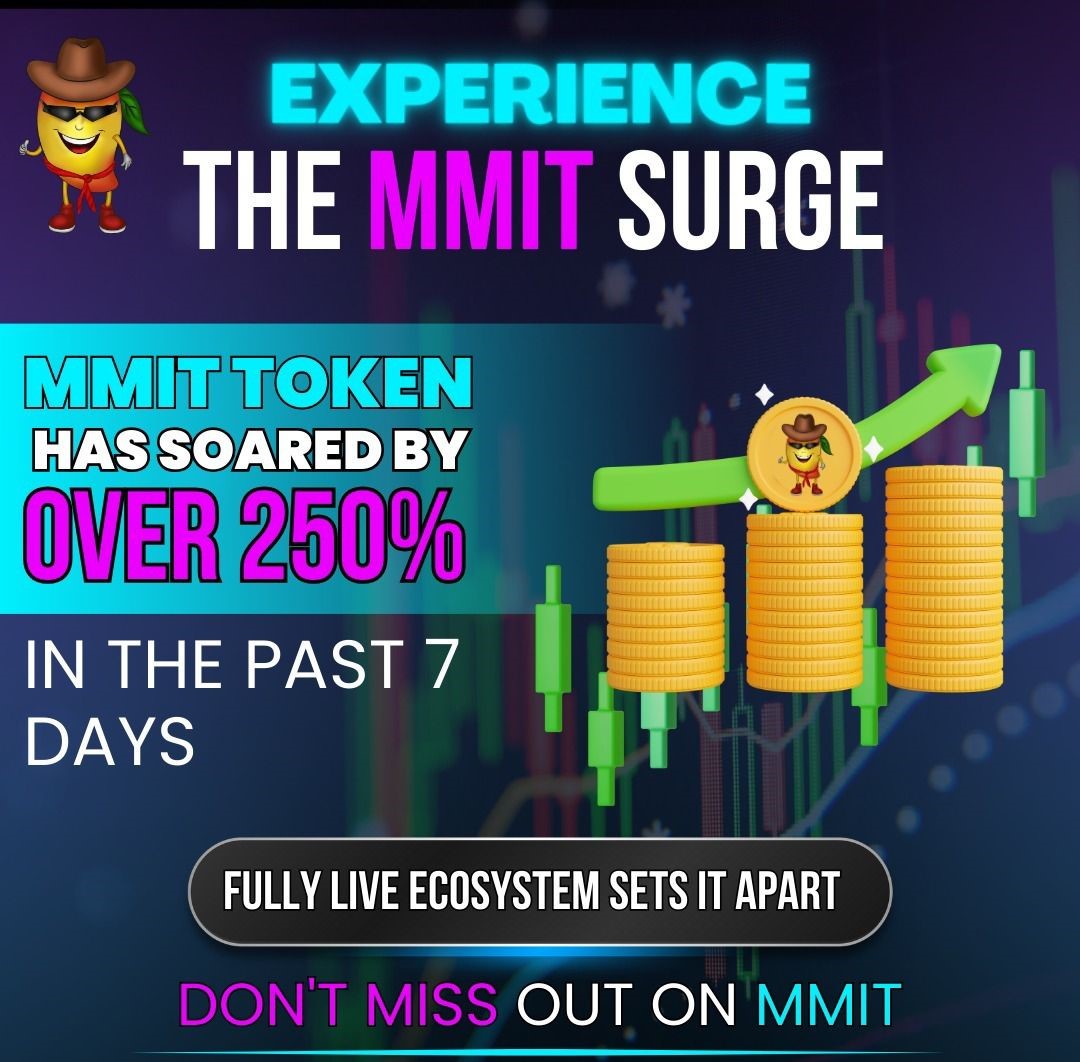 EXPERIENCE
THE MMIT SURGE
MMIT TOKEN
HAS SOARED BY
OVER 250%
IN THE PAST 7
DAYS
FULLY LIVE ECOSYSTEM SETS IT APART
DON'T MISS OUT ON MMIT